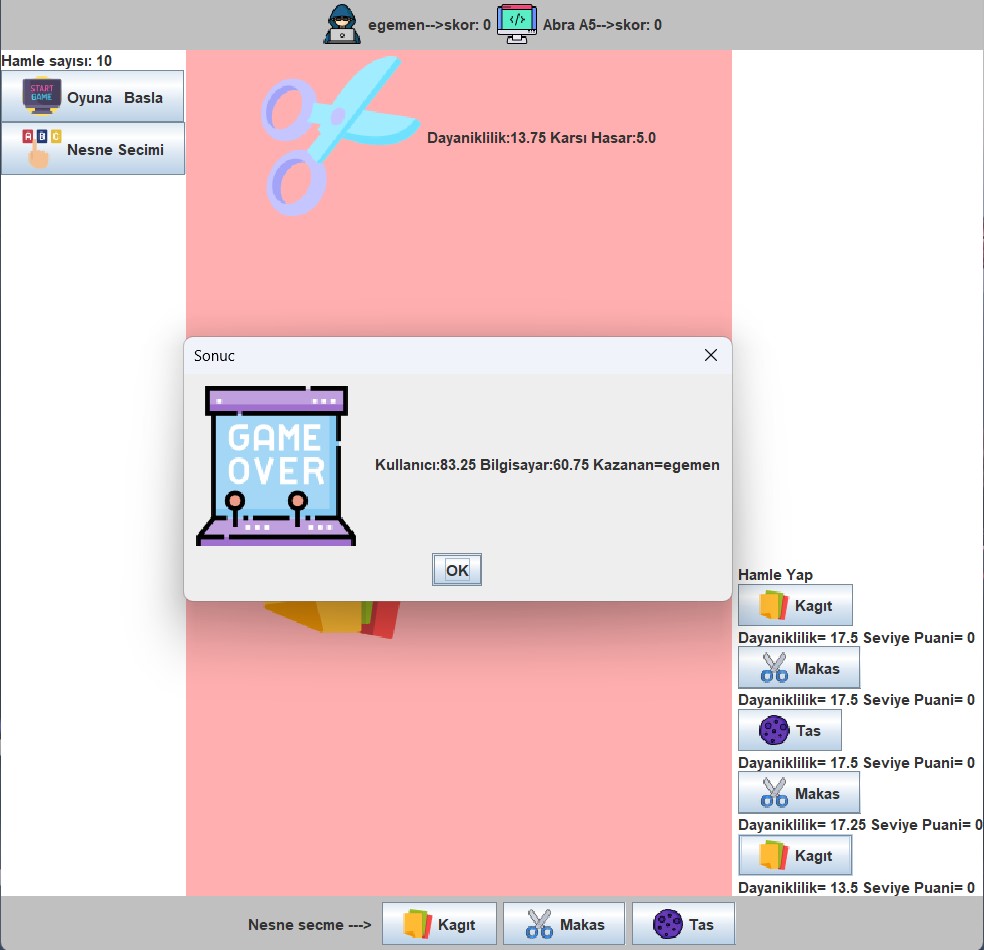 egemen-->skor: 0 Abra A5-->skor: 0
Hamle sayısı: 10
START
GAME
Oyuna Basla
A B C
Nesne Secimi
Dayaniklilik:13.75 Karsı Hasar:5.0
Sonuc
GAME
OVER
Kullanıcı:83.25 Bilgisayar:60.75 Kazanan=egemen
OK
Hamle Yap
Kagıt
Dayaniklilik= 17.5 Seviye Puani= 0
Makas
Dayaniklilik= 17.5 Seviye Puani= 0
Tas
Dayaniklilik= 17.5 Seviye Puani= 0
Makas
Dayaniklilik= 17.25 Seviye Puani= 0
Kagıt
Dayaniklilik= 13.5 Seviye Puani= 0
Nesne secme ---> Kagıt Makas Tas